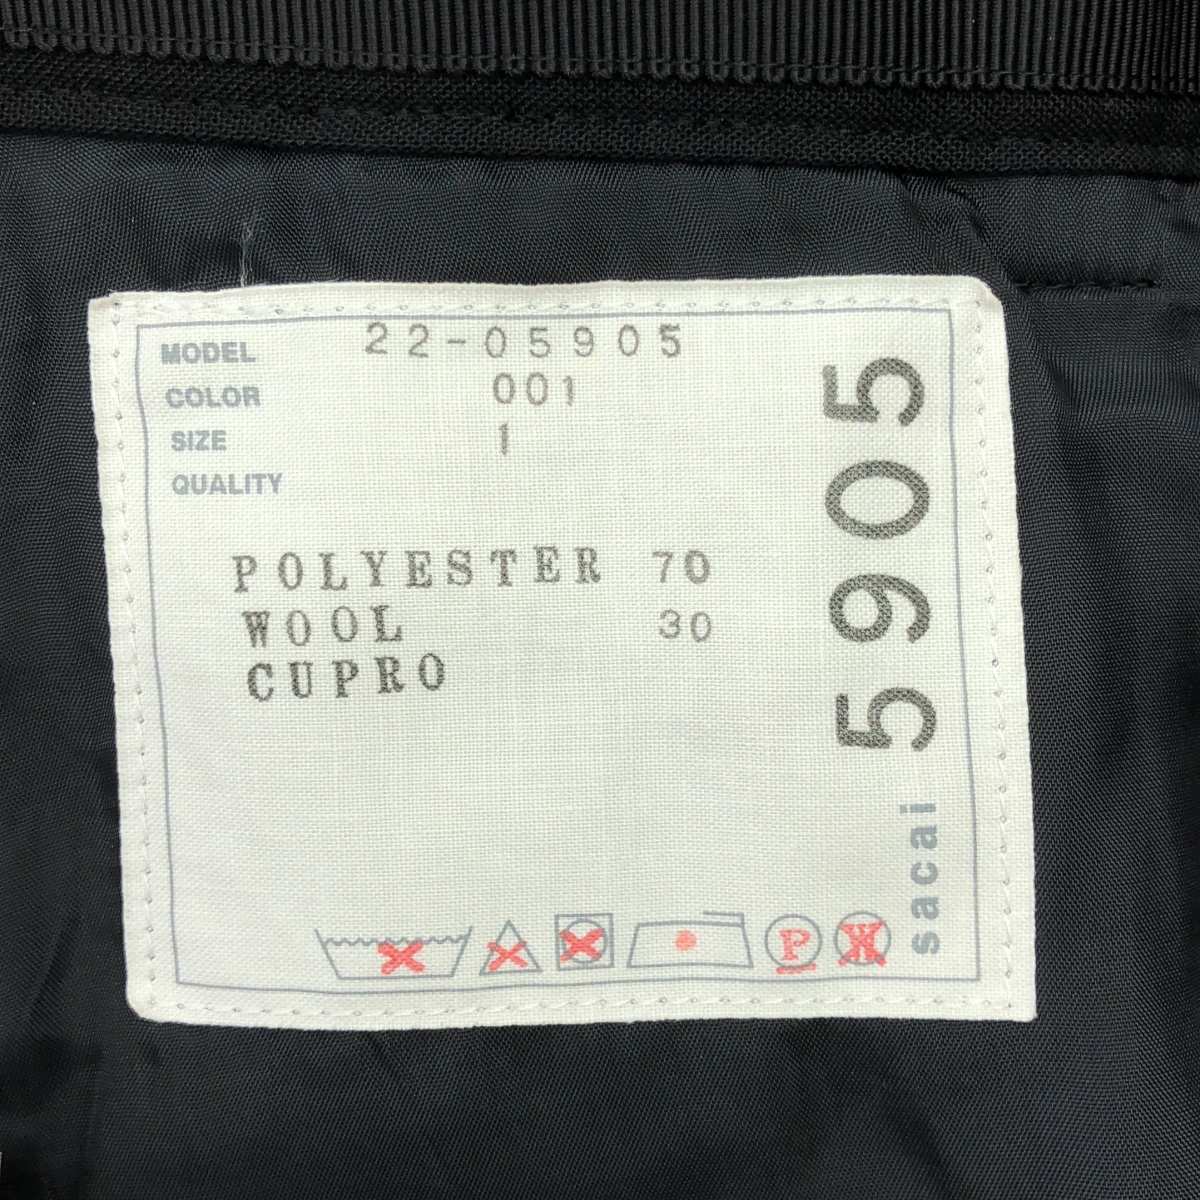 MODEL 22-05905
COLOR 001
SIZE 1
QUALITY
POLYESTER 70
WOOL 30
CUPRO
5905
sacai
P
W